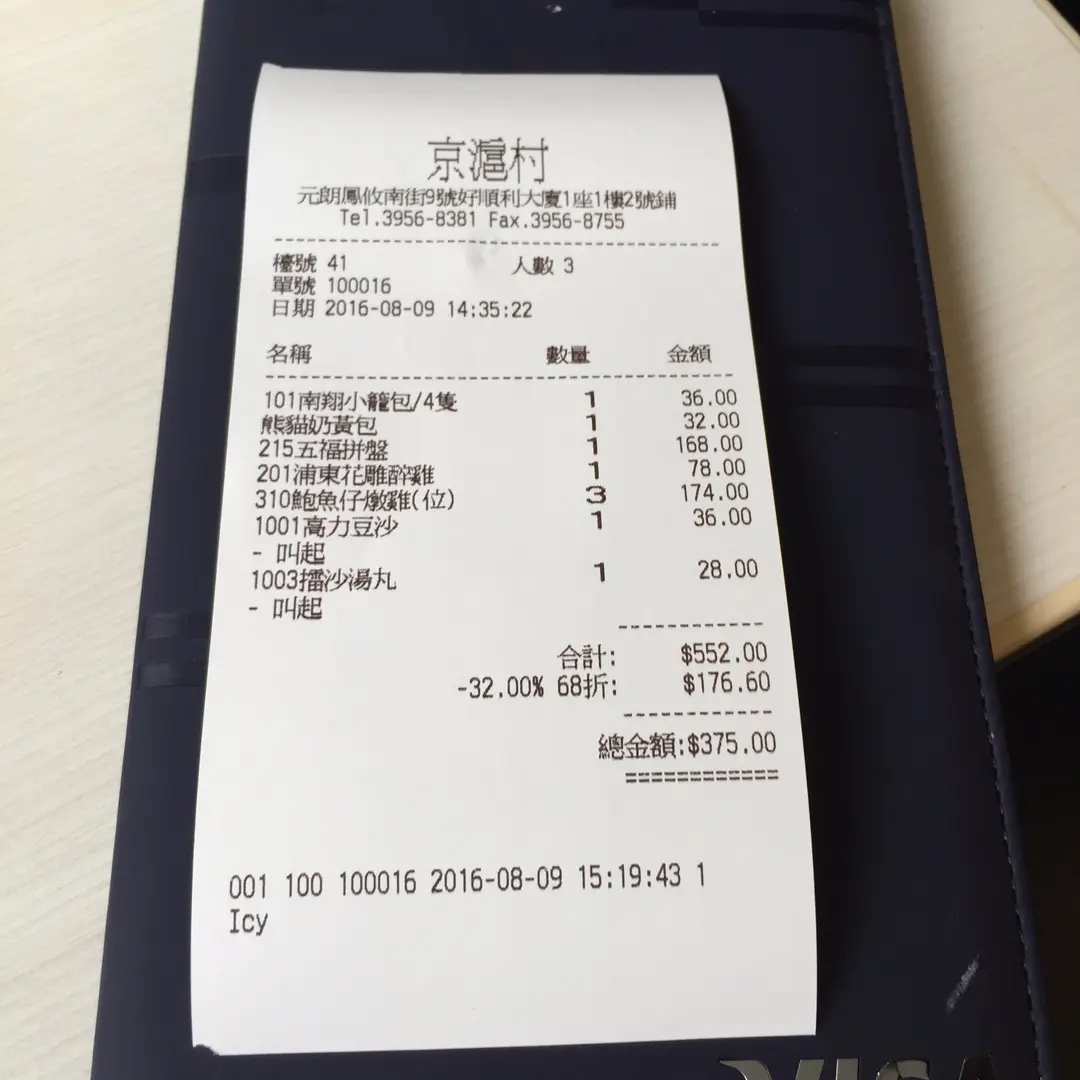 京滬村
元朗鳳攸南街9號好順利大廈1座1樓2號鋪
Tel.3956-8381 Fax.3956-8755
檯號 41 人數 3
單號 100016
日期 2016-08-09 14:35:22
名稱 數量 金額
101南翔小籠包/4隻 1 36.00
熊貓奶黃包 1 32.00
215五福拼盤 1 168.00
201浦東花雕醉雞 1 78.00
310鮑魚仔燉雞(位) 3 174.00
1001高力豆沙 1 36.00
- 叫起
1003擂沙湯丸 1 28.00
- 叫起
合計: $552.00
-32.00% 68折: $176.60
總金額:$375.00
001 100 100016 2016-08-09 15:19:43 1
Icy
VISA